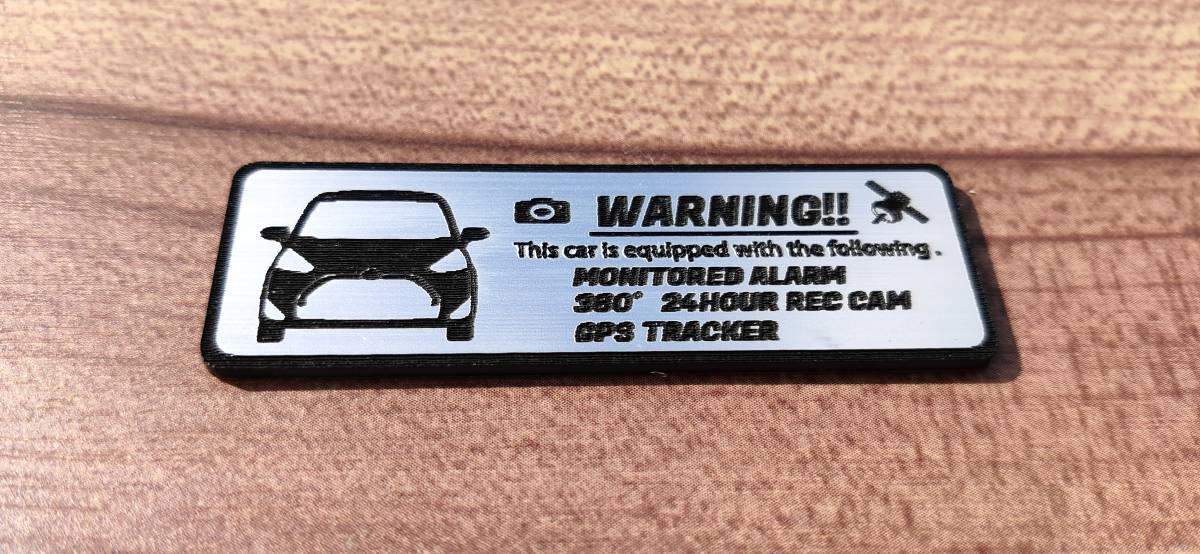 WARNING!!
This car is equipped with the following.
MONITORED ALARM
360° 24HOUR REC CAM
GPS TRACKER